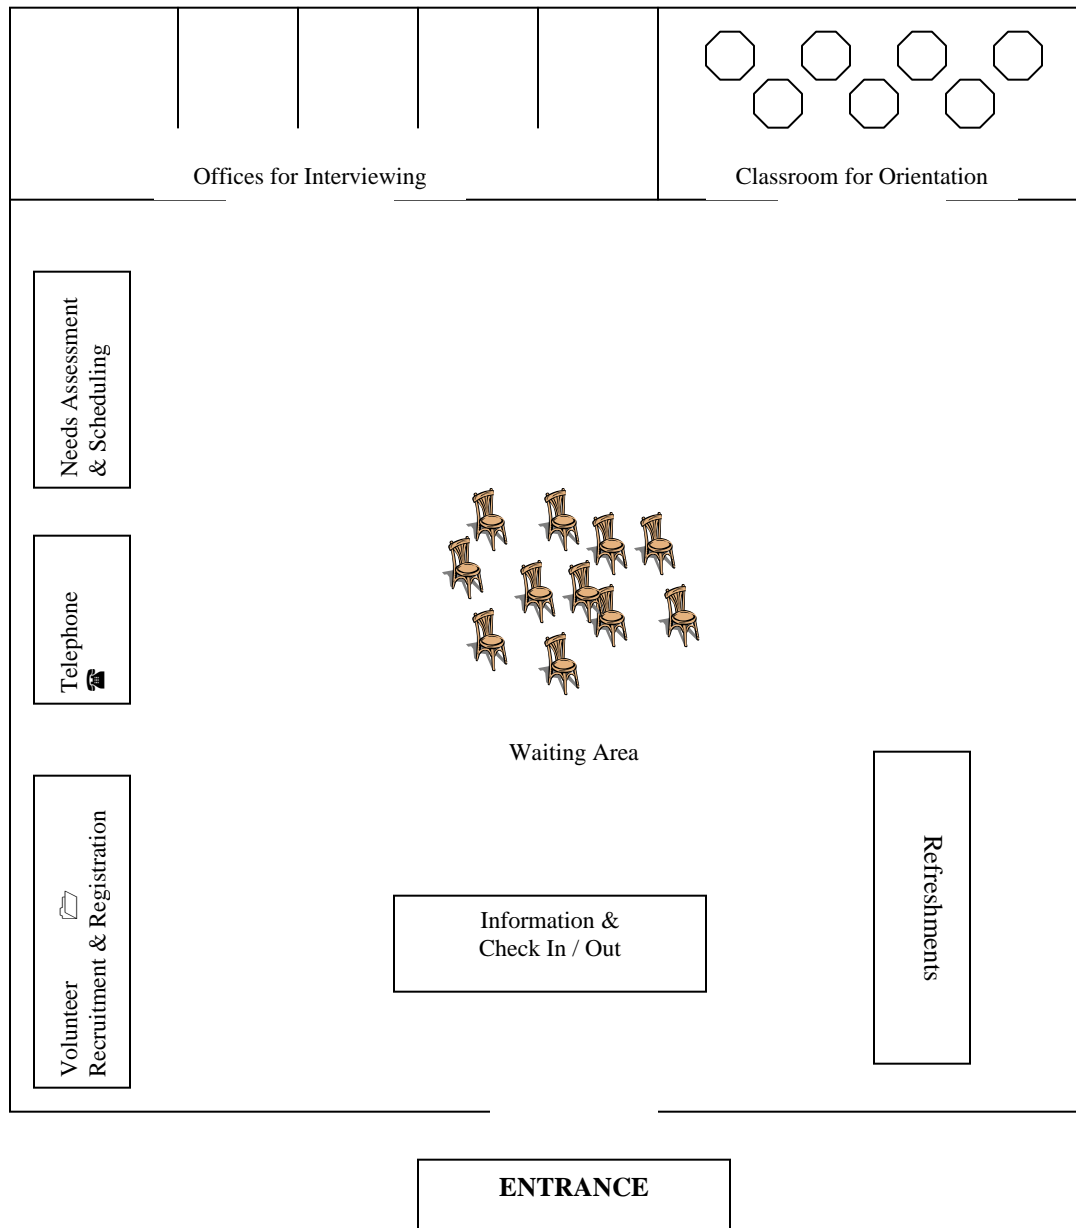 Offices for Interviewing
Classroom for Orientation
Needs Assessment
& Scheduling
Telephone
Waiting Area
Volunteer
Recruitment & Registration
Information &
Check In / Out
Refreshments
ENTRANCE